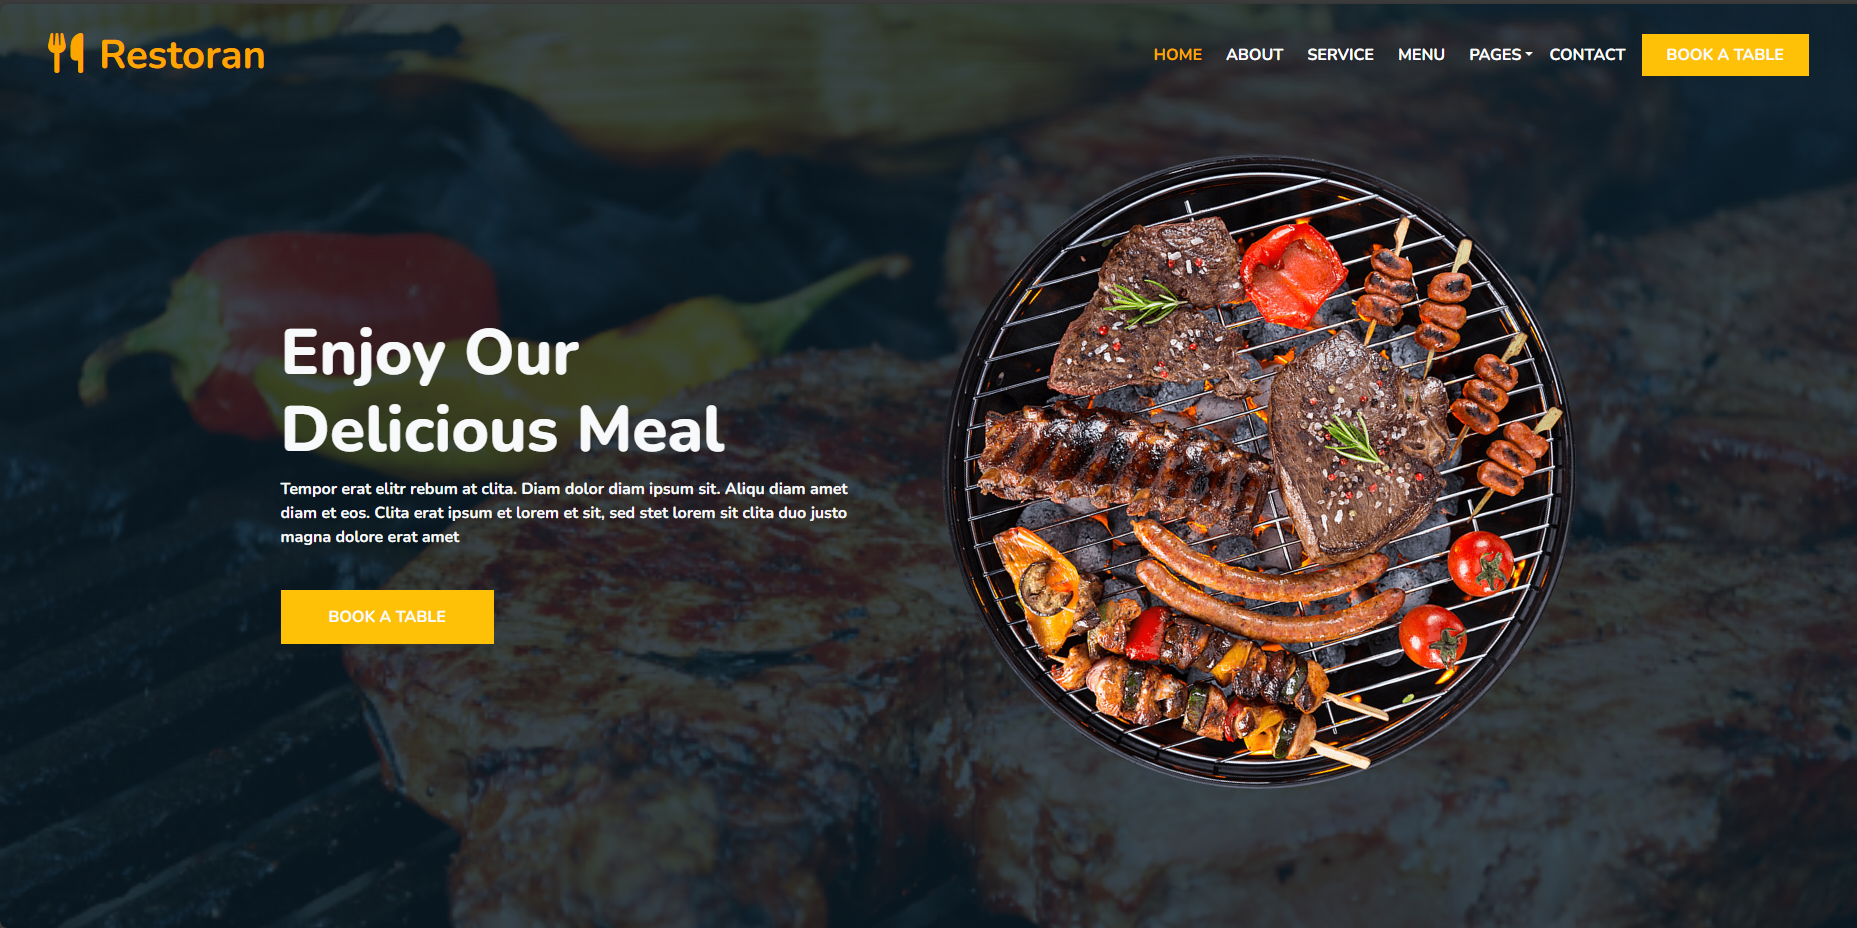 Restoran
HOME ABOUT SERVICE MENU PAGES CONTACT BOOK A TABLE
Enjoy Our
Delicious Meal
Tempor erat elitr rebum at clita. Diam dolor diam ipsum sit. Aliqu diam amet
diam et eos. Clita erat ipsum et lorem et sit, sed stet lorem sit clita duo justo
magna dolore erat amet
BOOK A TABLE